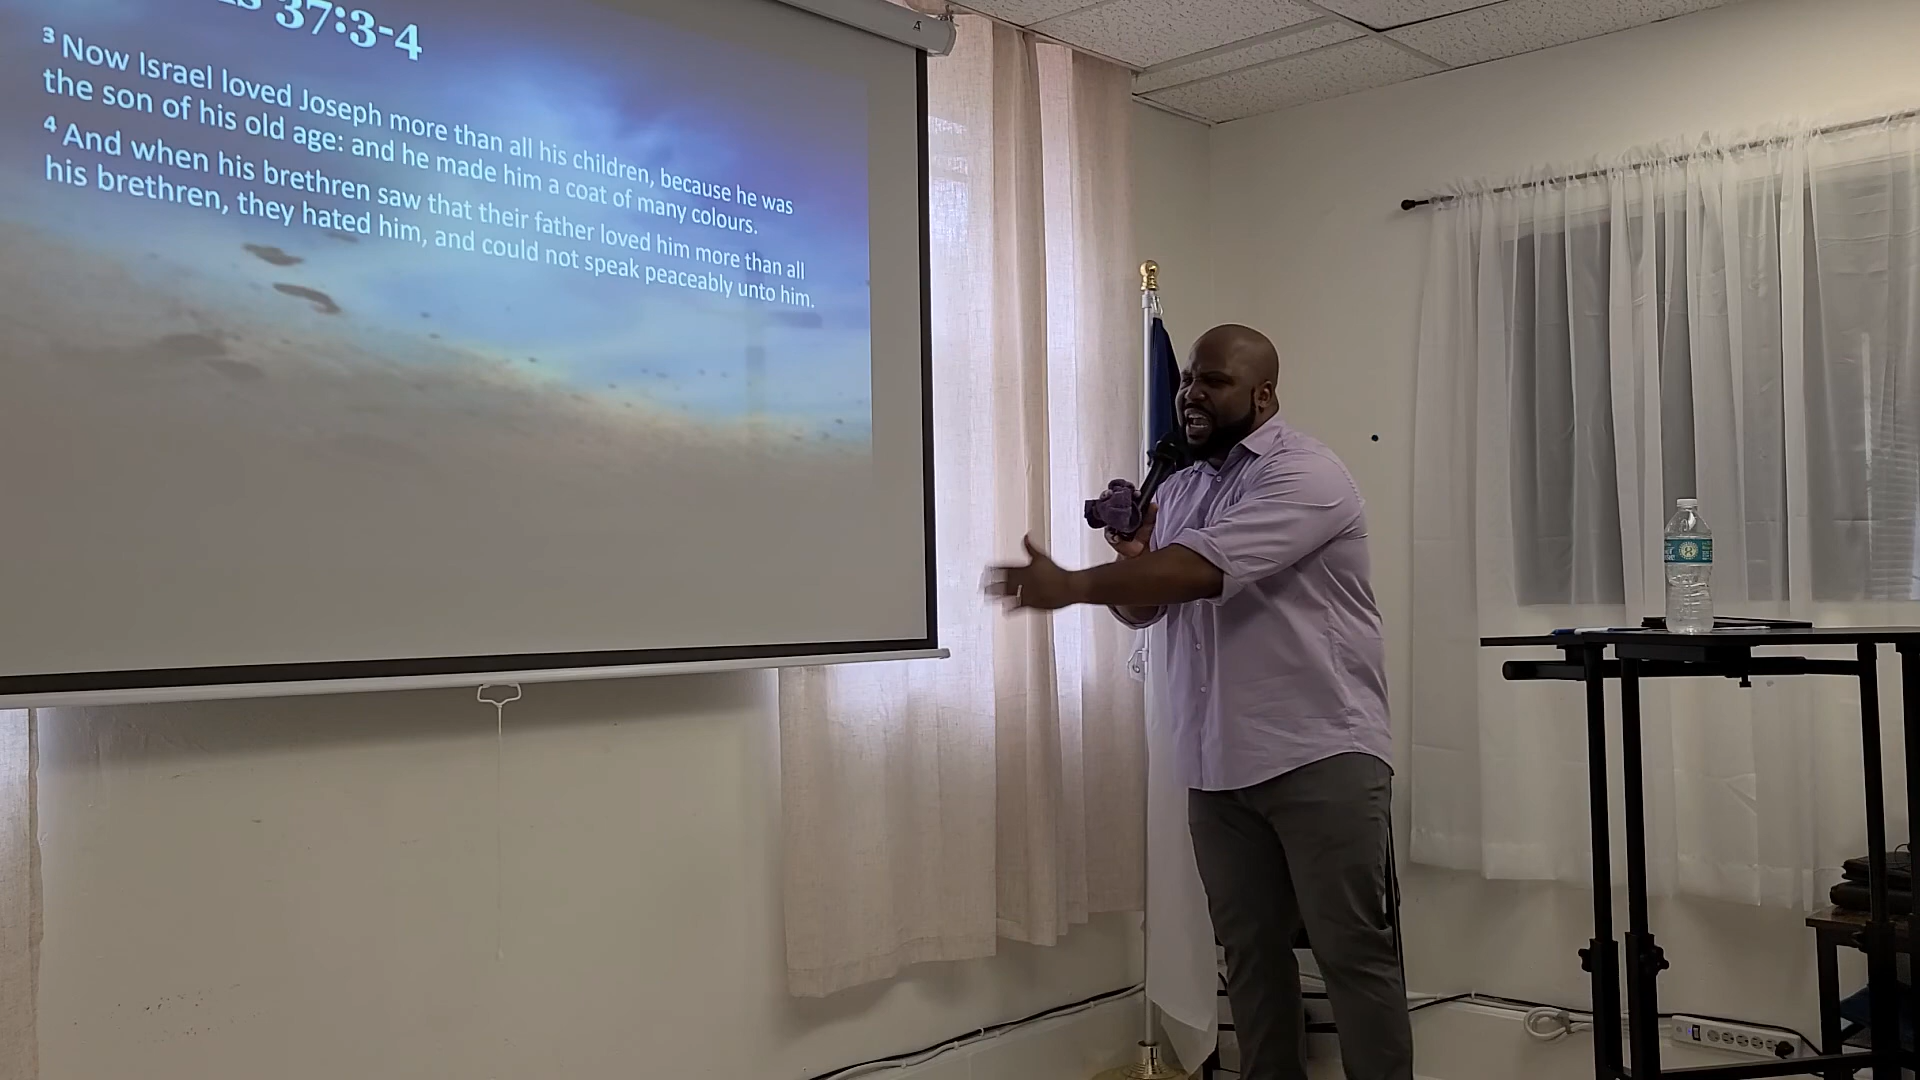 37:3-4
3 Now Israel loved Joseph more than all his children, because he was
the son of his old age: and he made him a coat of many colours.
4 And when his brethren saw that their father loved him more than all
his brethren, they hated him, and could not speak peaceably unto him.